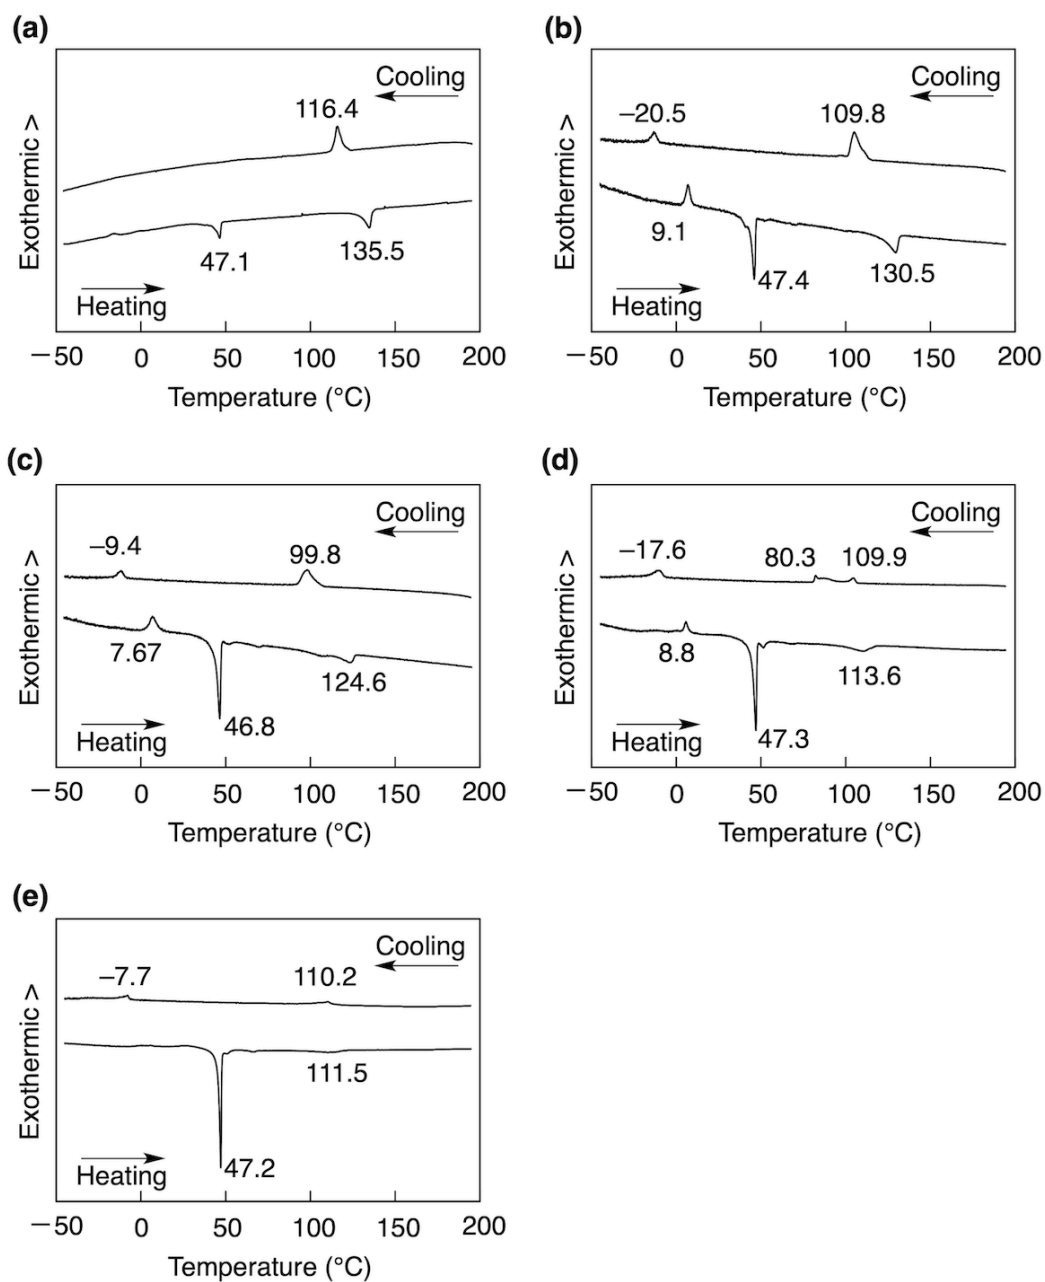 (a)
Cooling
116.4
47.1
135.5
Heating
Exothermic >
−50 0 50 100 150 200
Temperature (°C)
(b)
Cooling
−20.5
109.8
9.1
47.4
130.5
Heating
Exothermic >
−50 0 50 100 150 200
Temperature (°C)
(c)
Cooling
−9.4
99.8
7.67
124.6
46.8
Heating
Exothermic >
−50 0 50 100 150 200
Temperature (°C)
(d)
Cooling
−17.6
80.3 109.9
8.8
113.6
47.3
Heating
Exothermic >
−50 0 50 100 150 200
Temperature (°C)
(e)
Cooling
−7.7
110.2
111.5
47.2
Heating
Exothermic >
−50 0 50 100 150 200
Temperature (°C)